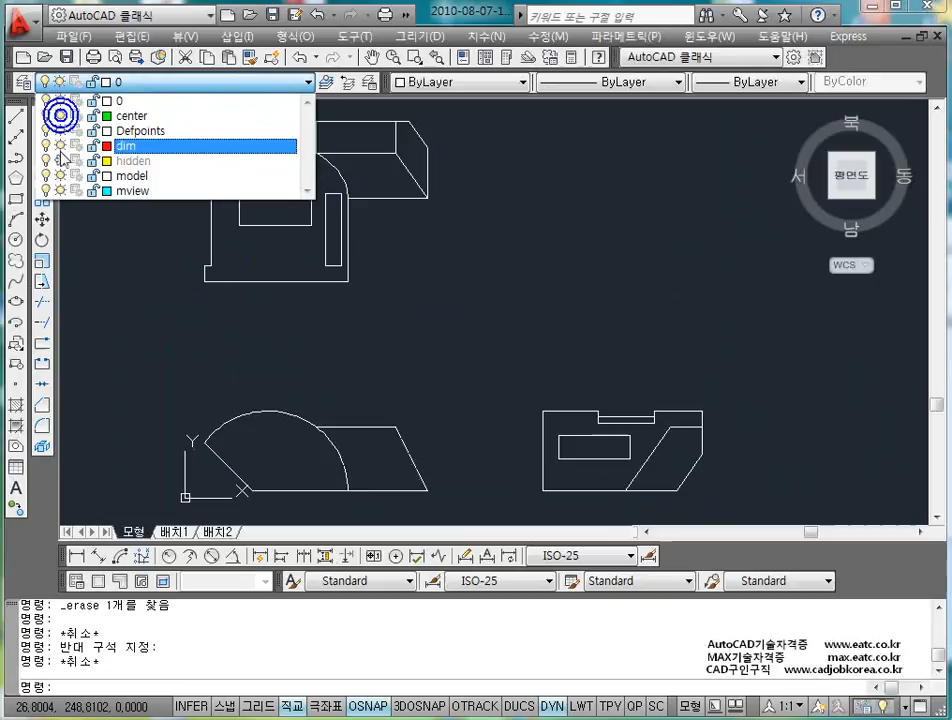 AutoCAD 클래식
2010-08-07-1...
키워드 또는 구절 입력
파일(F) 편집(E) 뷰(V) 삽입(I) 형식(O) 도구(T) 그리기(D) 치수(N) 수정(M) 파라메트릭(P) 윈도우(W) 도움말(H) Express
AutoCAD 클래식
0
ByLayer
ByLayer
ByLayer
ByColor
0
center
Defpoints
dim
hidden
model
mview
북
서
평면도
동
남
WCS
Y
X
모형 배치1 배치2
ISO-25
Standard
ISO-25
Standard
Standard
명령: _erase 1개를 찾음
명령:
*취소*
명령: 반대 구석 지정:
명령: *취소*
명령:
AutoCAD기술자격증 www.eatc.co.kr
MAX기술자격증 max.eatc.co.kr
CAD구인구직 www.cadjobkorea.co.kr
26.8004, 248.8102, 0.0000 INFER 스냅 그리드 직교 극좌표 OSNAP 3DOSNAP OTRACK DUCS DYN LWT TPY QP SC 모형 1:1